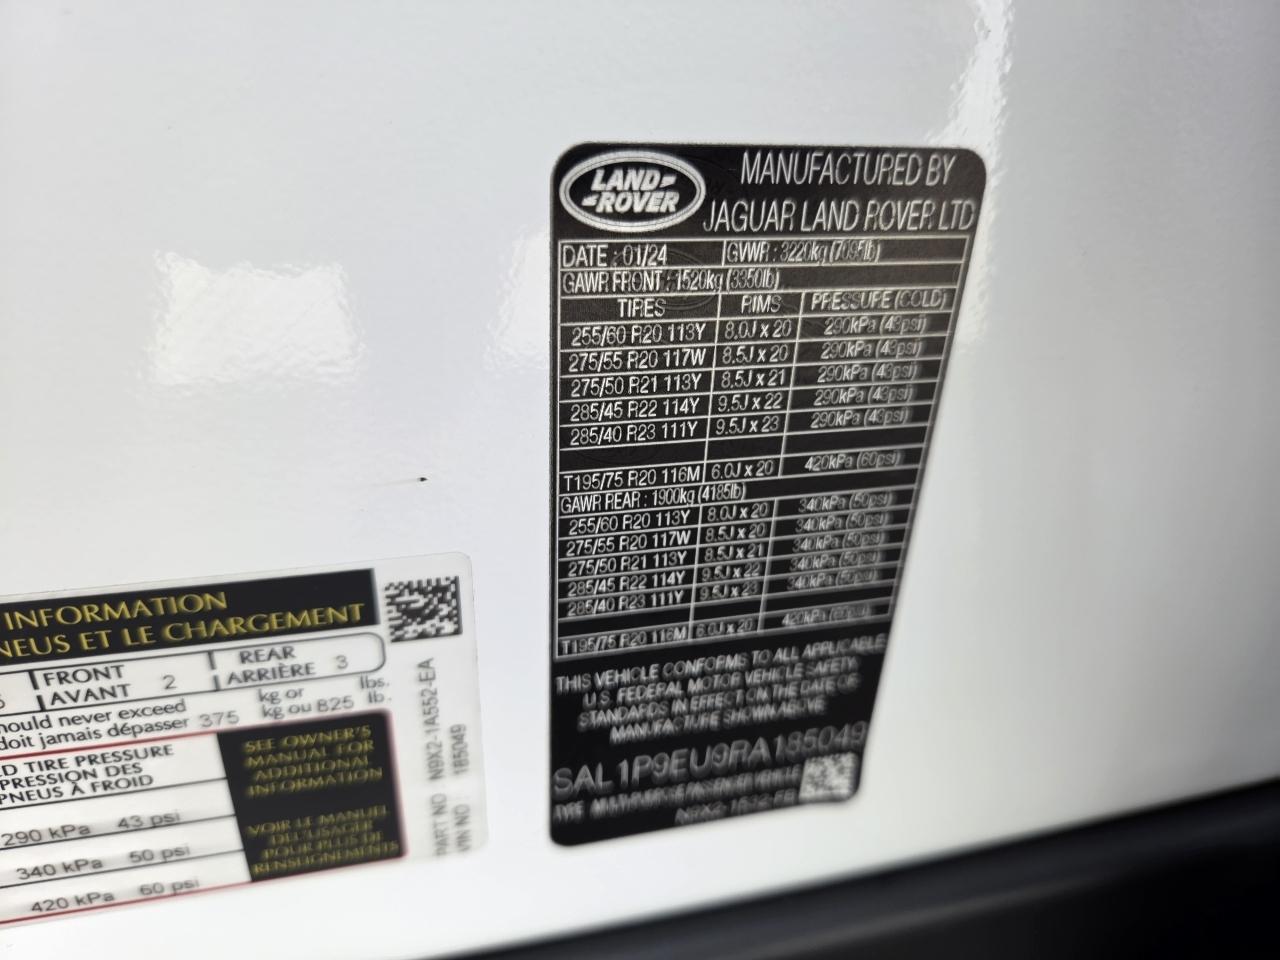 LAND-
-ROVER
MANUFACTURED BY
JAGUAR LAND ROVER LTD
DATE : 01/24 GVWR : 3220kg (7095lb)
GAWR FRONT : 1520kg (3350lb)
TIRES RIMS PRESSURE (COLD)
255/60 R20 113Y 8.0J x 20 290kPa (43psi)
275/55 R20 117W 8.5J x 20 290kPa (43psi)
275/50 R21 113Y 8.5J x 21 290kPa (43psi)
285/45 R22 114Y 9.5J x 22 290kPa (43psi)
285/40 R23 111Y 9.5J x 23 290kPa (43psi)
T195/75 R20 116M 6.0J x 20 420kPa (60psi)
GAWR REAR : 1900kg (4185lb)
255/60 R20 113Y 8.0J x 20 340kPa (50psi)
275/55 R20 117W 8.5J x 20 340kPa (50psi)
275/50 R21 113Y 8.5J x 21 340kPa (50psi)
285/45 R22 114Y 9.5J x 22 340kPa (50psi)
285/40 R23 111Y 9.5J x 23 340kPa (50psi)
T195/75 R20 116M 6.0J x 20 420kPa (60psi)
THIS VEHICLE CONFORMS TO ALL APPLICABLE
U.S. FEDERAL MOTOR VEHICLE SAFETY
STANDARDS IN EFFECT ON THE DATE OF
MANUFACTURE SHOWN ABOVE
SAL1P9EU9RA185049
TYPE : MULTIPURPOSE PASSENGER VEHICLE
INFORMATION
NEUS ET LE CHARGEMENT
FRONT REAR
AVANT 2 ARRIÈRE 3
hould never exceed kg or lbs.
doit jamais dépasser 375 kg ou 825 lb.
D TIRE PRESSURE
PRESSION DES
PNEUS À FROID
290 kPa 43 psi
340 kPa 50 psi
420 kPa 60 psi
SEE OWNER'S
MANUAL FOR
ADDITIONAL
INFORMATION
VOIR LE MANUEL
DE L'USAGER
POUR PLUS DE
RENSEIGNEMENTS
PART NO N9X2-1A552-EA
VIN NO 185049